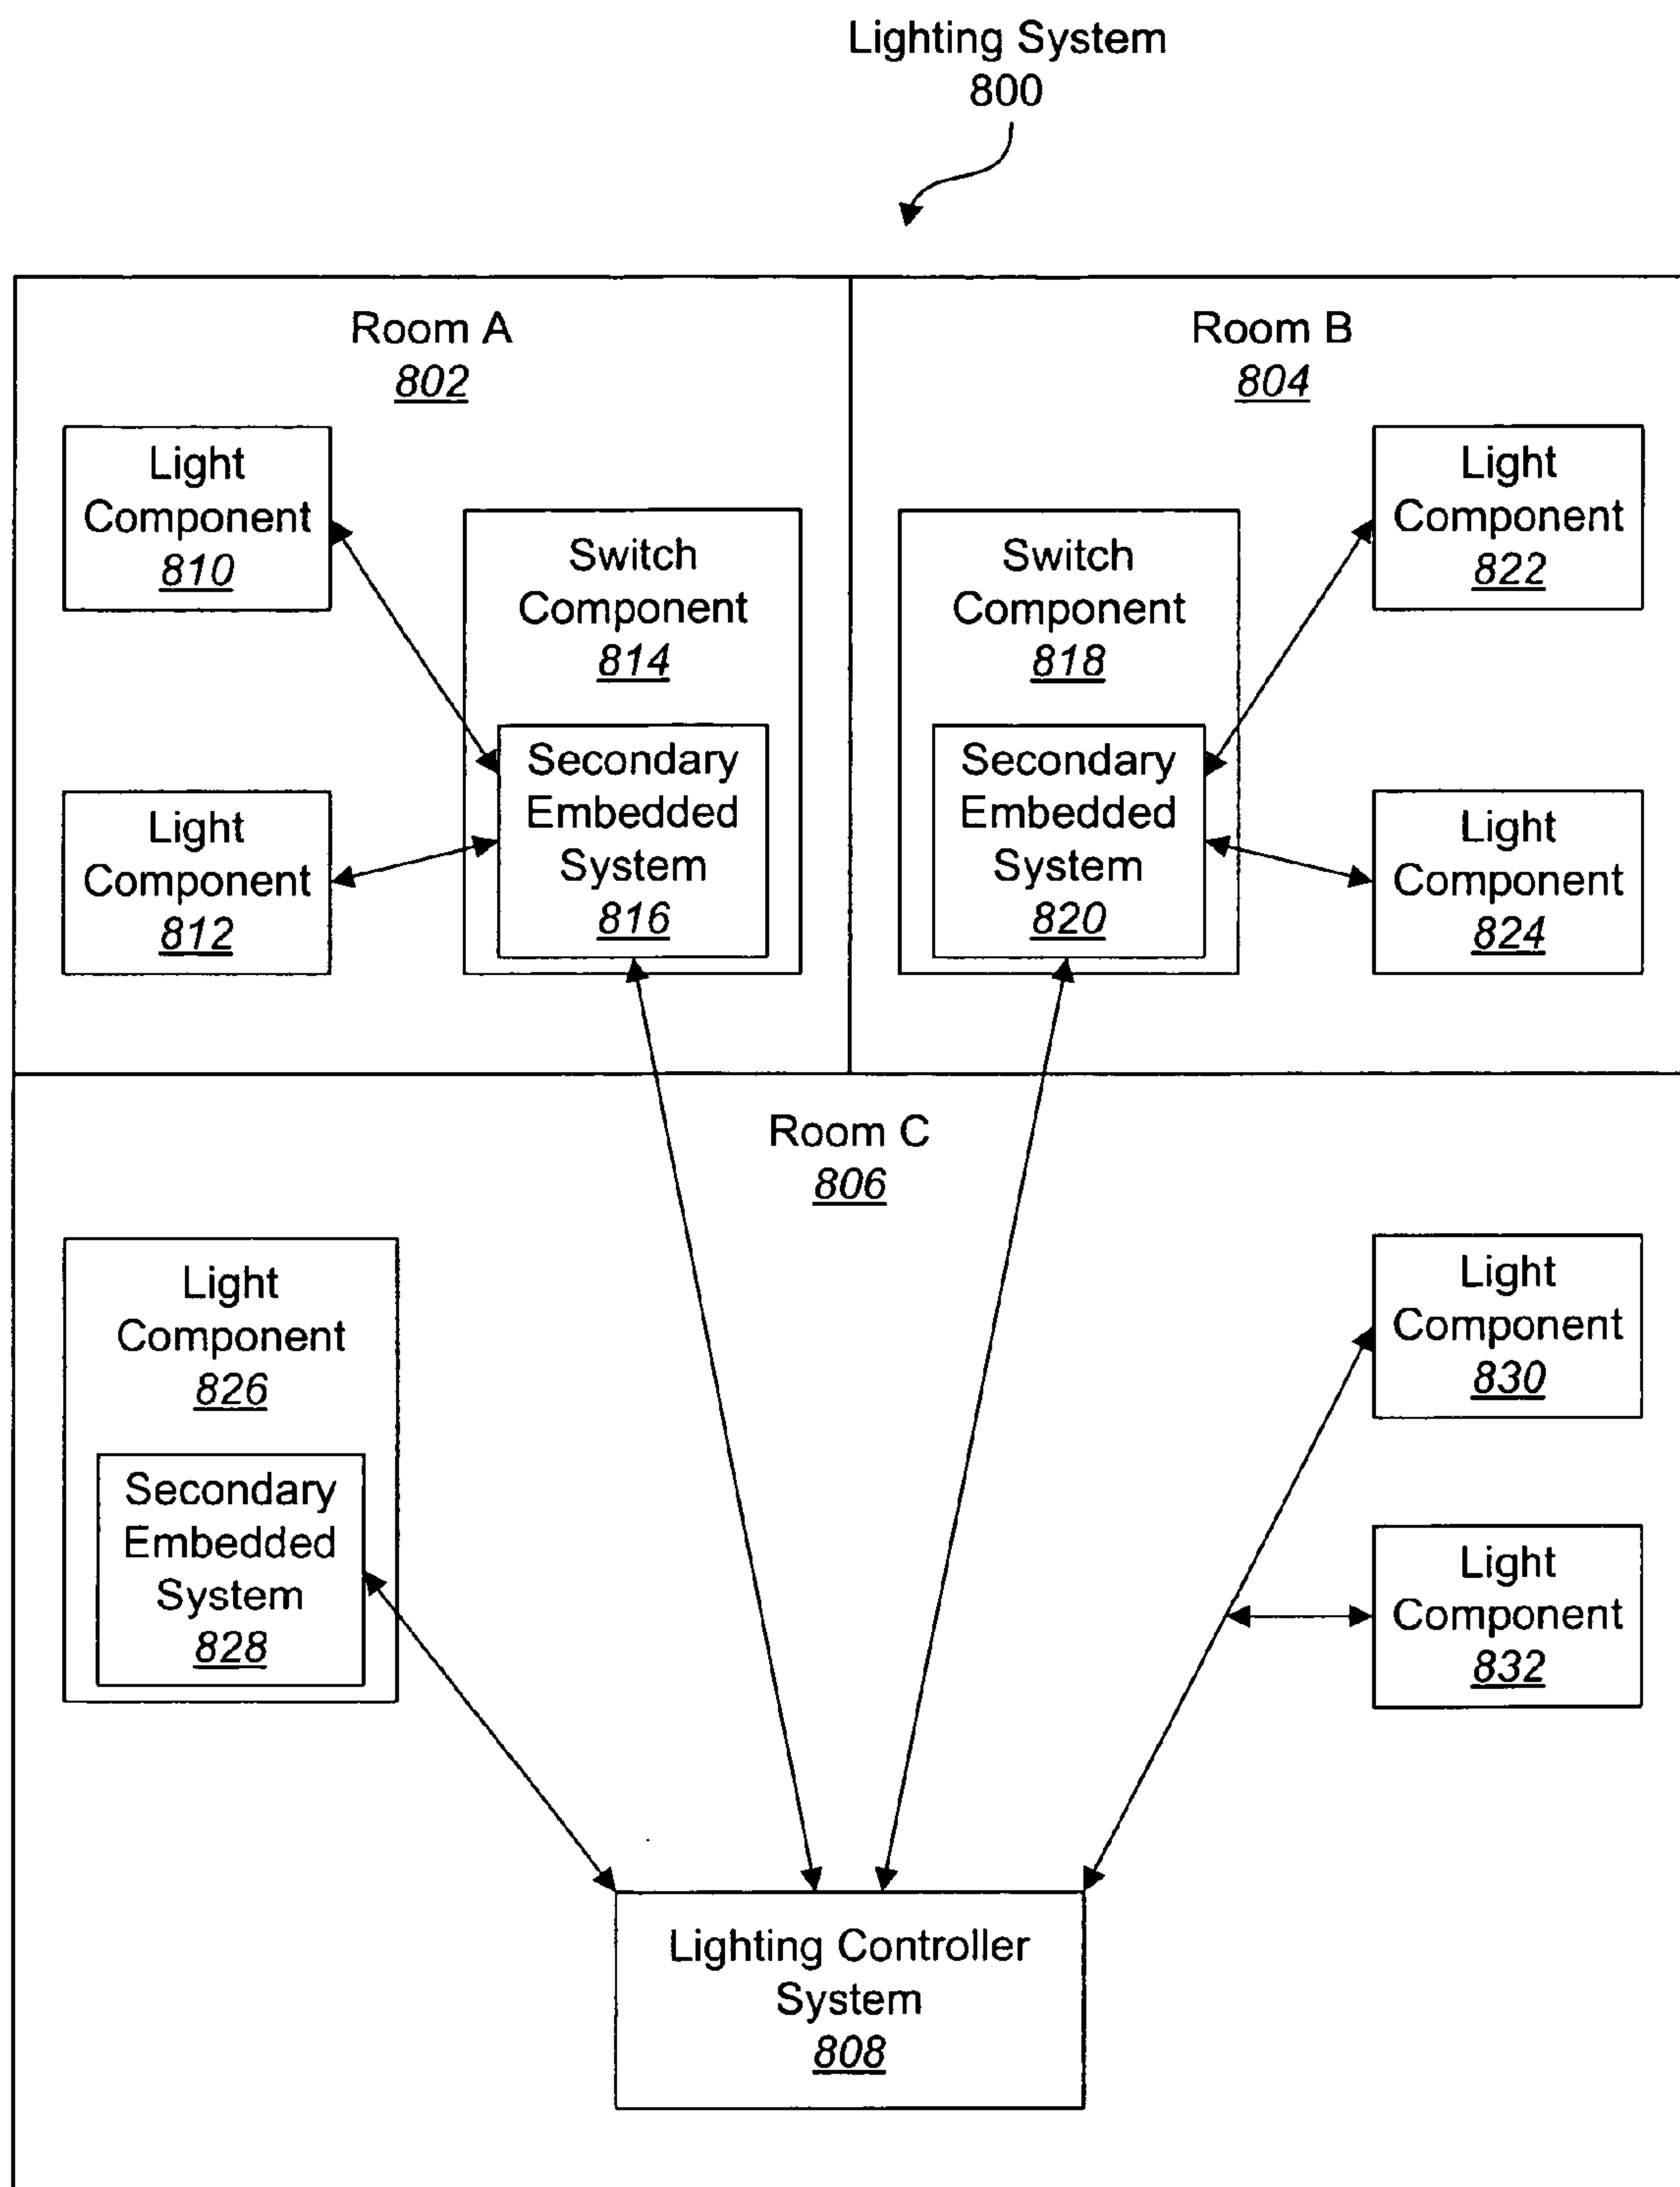 Lighting System
800
Room A
802
Light
Component
810
Switch
Component
814
Secondary
Embedded
System
816
Light
Component
812
Room B
804
Switch
Component
818
Secondary
Embedded
System
820
Light
Component
822
Light
Component
824
Room C
806
Light
Component
826
Secondary
Embedded
System
828
Light
Component
830
Light
Component
832
Lighting Controller
System
808